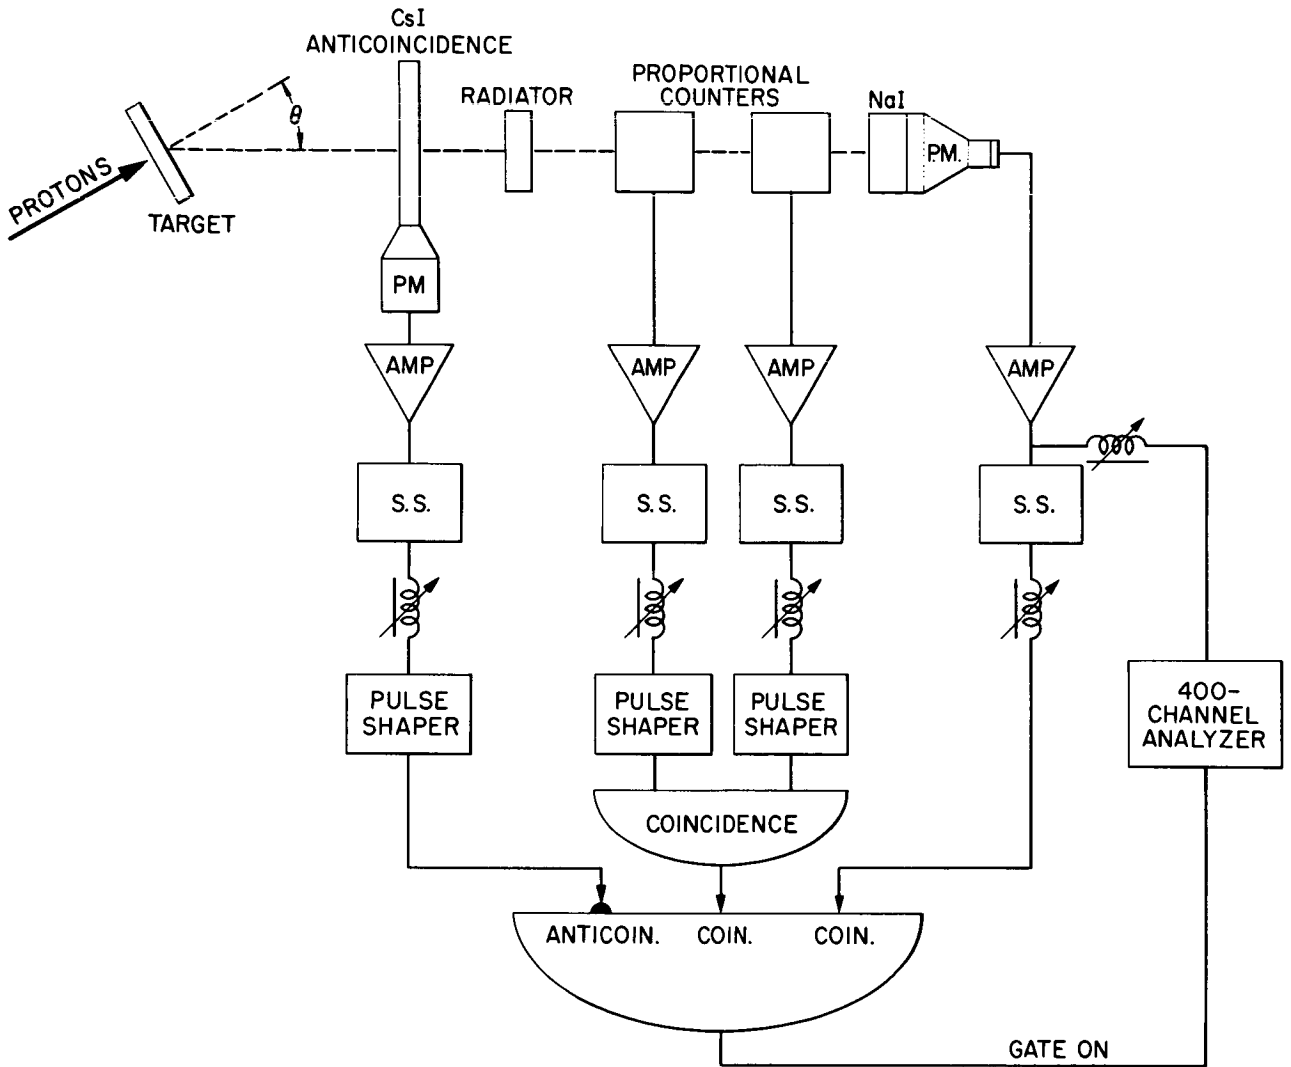 CsI
ANTICOINCIDENCE
RADIATOR
PROPORTIONAL
COUNTERS
NaI
θ
P.M.
PROTONS
TARGET
PM
AMP
AMP
AMP
AMP
S.S.
S.S.
S.S.
S.S.
PULSE
SHAPER
PULSE
SHAPER
PULSE
SHAPER
400-
CHANNEL
ANALYZER
COINCIDENCE
ANTICOIN.
COIN.
COIN.
GATE ON